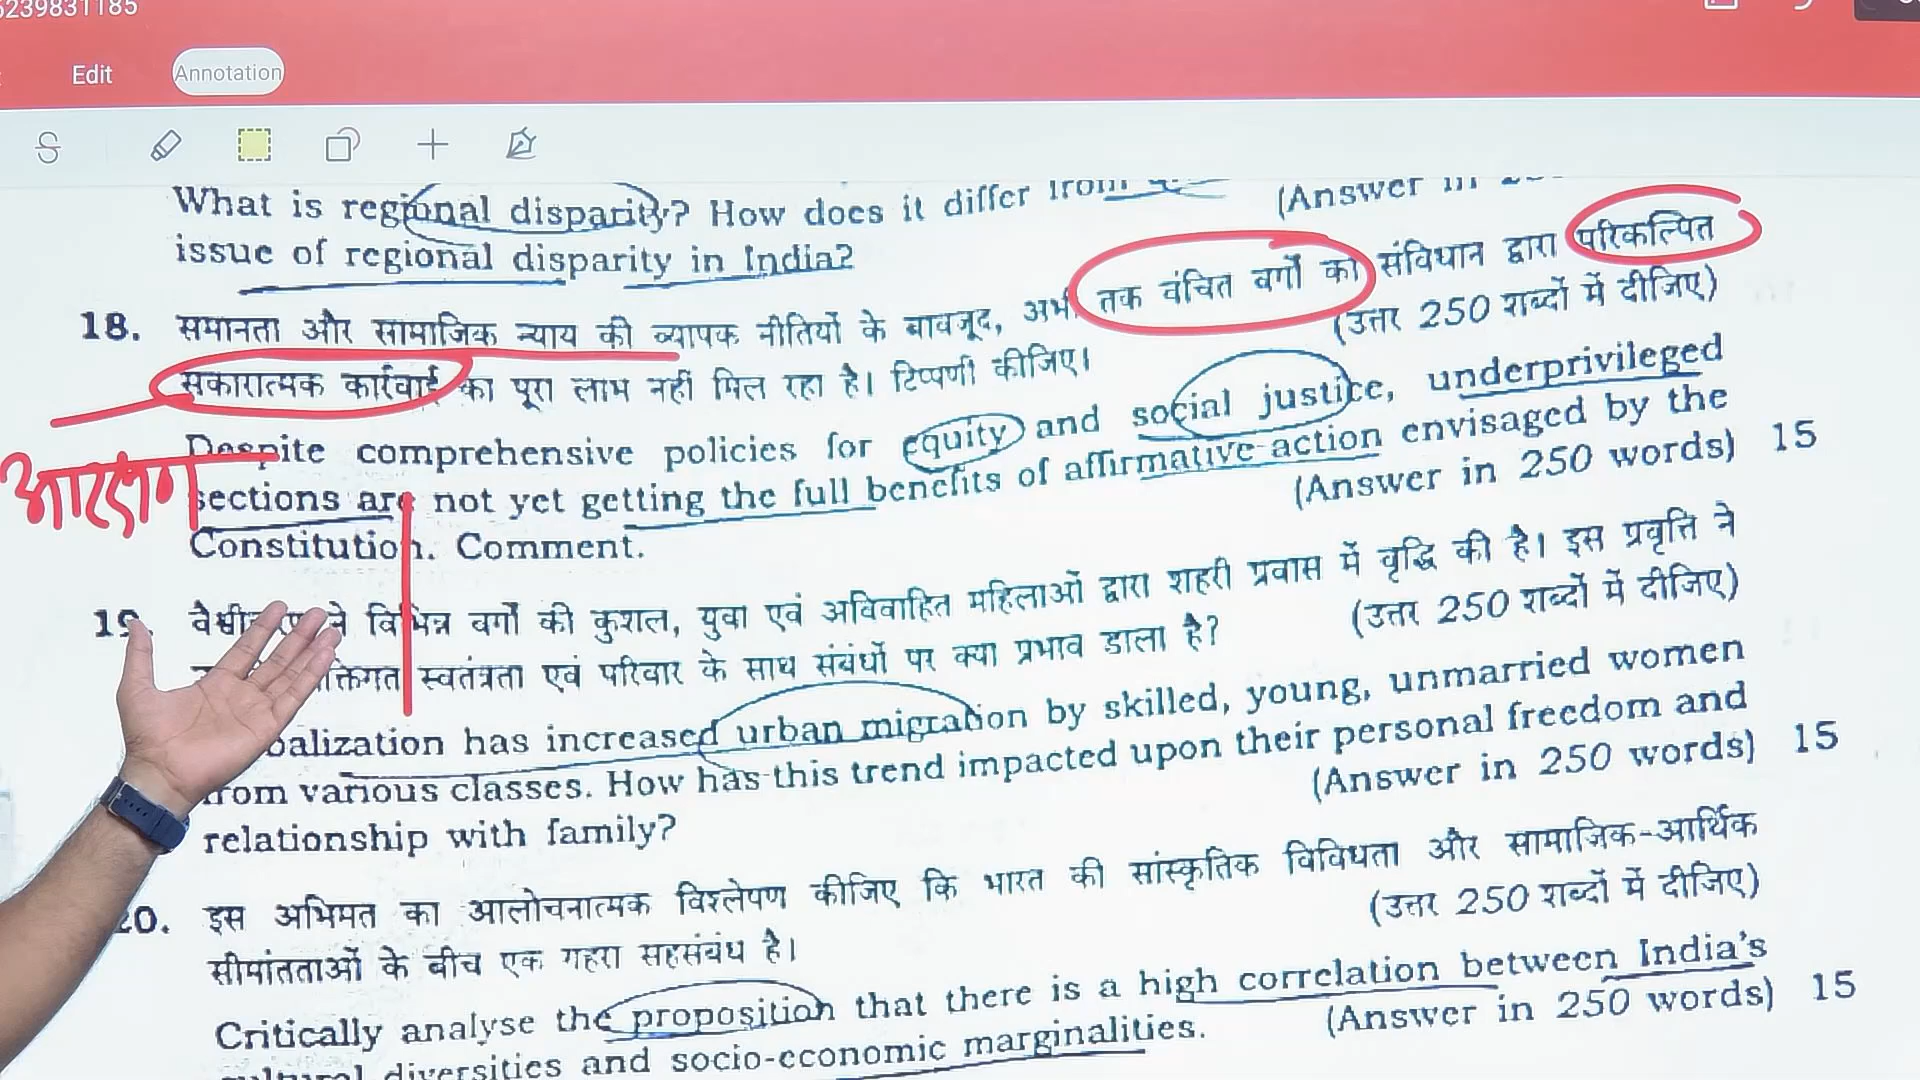 5239831185
Edit
Annotation
What is regional disparity? How does it differ from
(Answer in
issue of regional disparity in India?
18. समानता और सामाजिक न्याय की व्यापक नीतियों के बावजूद, अभी तक वंचित वर्गों को संविधान द्वारा परिकल्पित
सकारात्मक कार्रवाई का पूरा लाभ नहीं मिल रहा है। टिप्पणी कीजिए।
(उत्तर 250 शब्दों में दीजिए)
Despite comprehensive policies for equity and social justice, underprivileged
आरक्षण
sections are not yet getting the full benefits of affirmative action envisaged by the
Constitution. Comment.
(Answer in 250 words) 15
19. ने विभिन्न वर्गों की कुशल, युवा एवं अविवाहित महिलाओं द्वारा शहरी प्रवास में वृद्धि की है। इस प्रवृत्ति ने
स्वतंत्रता एवं परिवार के साथ संबंधों पर क्या प्रभाव डाला है?
(उत्तर 250 शब्दों में दीजिए)
balization has increased urban migration by skilled, young, unmarried women
from various classes. How has this trend impacted upon their personal freedom and
relationship with family?
(Answer in 250 words) 15
20. इस अभिमत का आलोचनात्मक विश्लेषण कीजिए कि भारत की सांस्कृतिक विविधता और सामाजिक-आर्थिक
सीमांतताओं के बीच एक गहरा सहसंबंध है।
(उत्तर 250 शब्दों में दीजिए)
Critically analyse the proposition that there is a high correlation between India's
cultural diversities and socio-economic marginalities.
(Answer in 250 words) 15